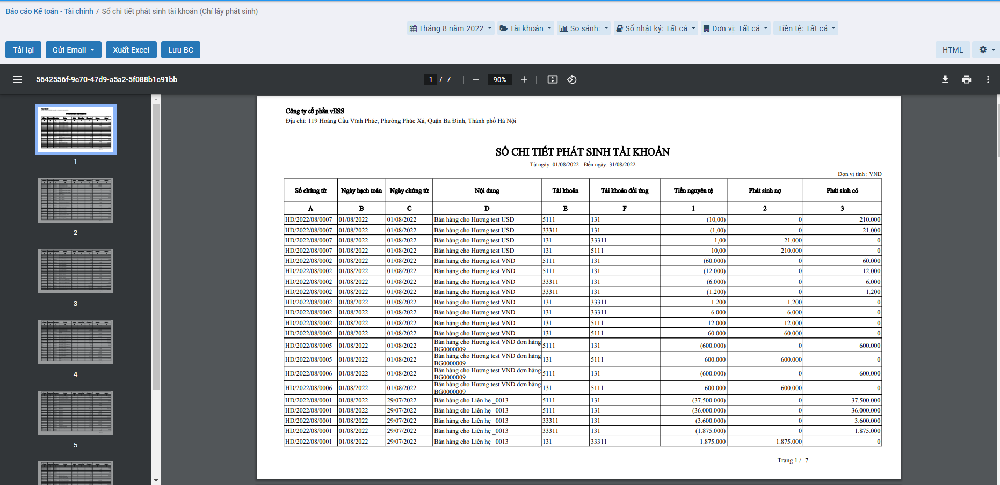 Báo cáo Kế toán - Tài chính / Sổ chi tiết phát sinh tài khoản (Chỉ lấy phát sinh)
Tháng 8 năm 2022 Tài khoản So sánh: Sổ nhật ký: Tất cả Đơn vị: Tất cả Tiền tệ: Tất cả
Tải lại Gửi Email Xuất Excel Lưu BC HTML
5642556f-9c70-47d9-a5a2-5f088b1c91bb 1 / 7 90%
1
2
3
4
5
Công ty cổ phần vESS
Địa chỉ: 119 Hoàng Cầu Vĩnh Phúc, Phường Phúc Xá, Quận Ba Đình, Thành phố Hà Nội
SỔ CHI TIẾT PHÁT SINH TÀI KHOẢN
Từ ngày: 01/08/2022 - Đến ngày: 31/08/2022
Đơn vị tính : VND
Số chứng từ Ngày hạch toán Ngày chứng từ Nội dung Tài khoản Tài khoản đối ứng Tiền nguyên tệ Phát sinh nợ Phát sinh có
A B C D E F 1 2 3
HD/2022/08/0007 01/08/2022 01/08/2022 Bán hàng cho Hương test USD 5111 131 (10,00) 0 210.000
HD/2022/08/0007 01/08/2022 01/08/2022 Bán hàng cho Hương test USD 33311 131 (1,00) 0 21.000
HD/2022/08/0007 01/08/2022 01/08/2022 Bán hàng cho Hương test USD 131 33311 1,00 21.000 0
HD/2022/08/0007 01/08/2022 01/08/2022 Bán hàng cho Hương test USD 131 5111 10,00 210.000 0
HD/2022/08/0002 01/08/2022 01/08/2022 Bán hàng cho Hương test VND 5111 131 (60.000) 0 60.000
HD/2022/08/0002 01/08/2022 01/08/2022 Bán hàng cho Hương test VND 5111 131 (12.000) 0 12.000
HD/2022/08/0002 01/08/2022 01/08/2022 Bán hàng cho Hương test VND 33311 131 (6.000) 0 6.000
HD/2022/08/0002 01/08/2022 01/08/2022 Bán hàng cho Hương test VND 33311 131 (1.200) 0 1.200
HD/2022/08/0002 01/08/2022 01/08/2022 Bán hàng cho Hương test VND 131 33311 1.200 1.200 0
HD/2022/08/0002 01/08/2022 01/08/2022 Bán hàng cho Hương test VND 131 33311 6.000 6.000 0
HD/2022/08/0002 01/08/2022 01/08/2022 Bán hàng cho Hương test VND 131 5111 12.000 12.000 0
HD/2022/08/0002 01/08/2022 01/08/2022 Bán hàng cho Hương test VND 131 5111 60.000 60.000 0
HD/2022/08/0005 01/08/2022 01/08/2022 Bán hàng cho Hương test VND đơn hàng BG0000009 5111 131 (600.000) 0 600.000
HD/2022/08/0005 01/08/2022 01/08/2022 Bán hàng cho Hương test VND đơn hàng BG0000009 131 5111 600.000 600.000 0
HD/2022/08/0006 01/08/2022 01/08/2022 Bán hàng cho Hương test VND đơn hàng BG0000009 5111 131 (600.000) 0 600.000
HD/2022/08/0006 01/08/2022 01/08/2022 Bán hàng cho Hương test VND đơn hàng BG0000009 131 5111 600.000 600.000 0
HD/2022/08/0001 01/08/2022 29/07/2022 Bán hàng cho Liên hệ _0013 5111 131 (37.500.000) 0 37.500.000
HD/2022/08/0001 01/08/2022 29/07/2022 Bán hàng cho Liên hệ _0013 5111 131 (36.000.000) 0 36.000.000
HD/2022/08/0001 01/08/2022 29/07/2022 Bán hàng cho Liên hệ _0013 33311 131 (3.600.000) 0 3.600.000
HD/2022/08/0001 01/08/2022 29/07/2022 Bán hàng cho Liên hệ _0013 33311 131 (1.875.000) 0 1.875.000
HD/2022/08/0001 01/08/2022 29/07/2022 Bán hàng cho Liên hệ _0013 131 33311 1.875.000 1.875.000 0
Trang 1 / 7